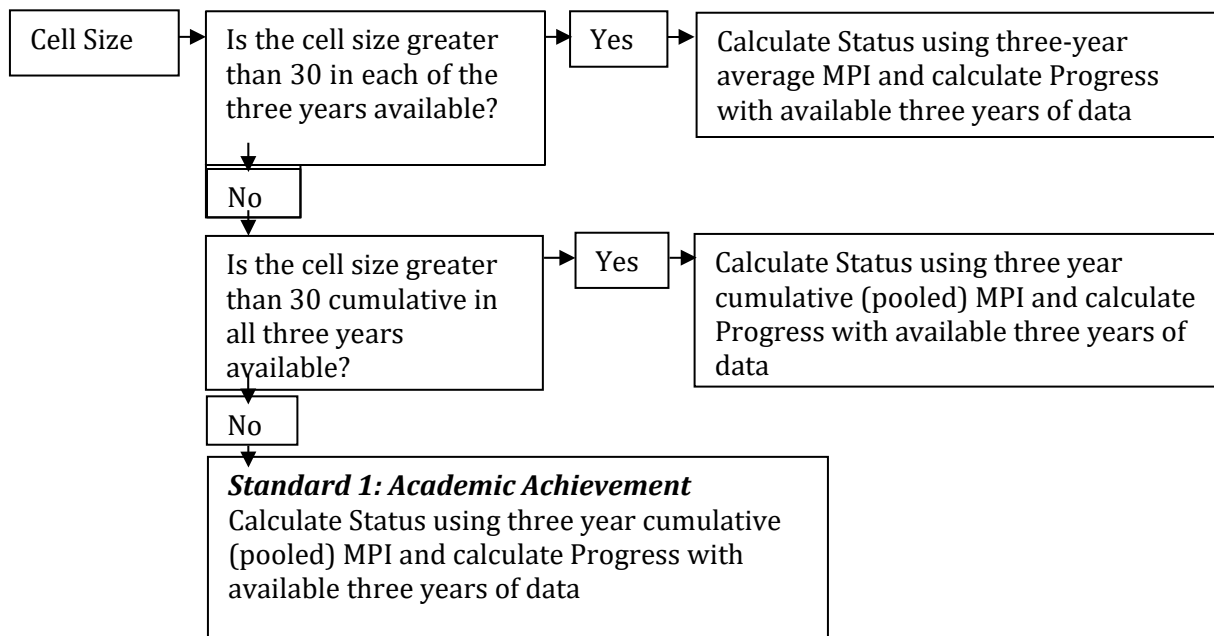 Cell Size
Is the cell size greater
than 30 in each of the
three years available?
Yes
Calculate Status using three-year
average MPI and calculate Progress
with available three years of data
No
Is the cell size greater
than 30 cumulative in
all three years
available?
Yes
Calculate Status using three year
cumulative (pooled) MPI and calculate
Progress with available three years of
data
No
Standard 1: Academic Achievement
Calculate Status using three year cumulative
(pooled) MPI and calculate Progress with
available three years of data